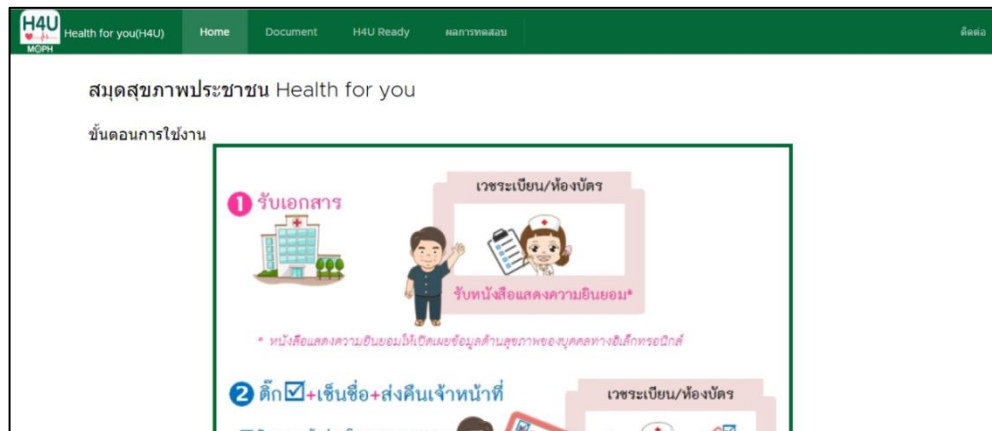 H4U
MOPH
Health for you(H4U) Home Document H4U Ready ผลการทดสอบ ติดต่อ
สมุดสุขภาพประชาชน Health for you
ขั้นตอนการใช้งาน
เวชระเบียน/ห้องบัตร
1 รับเอกสาร
รับหนังสือแสดงความยินยอม*
* หนังสือแสดงความยินยอมให้เปิดเผยข้อมูลด้านสุขภาพของบุคคลทางอิเล็กทรอนิกส์
2 ติ๊ก☑+เซ็นชื่อ+ส่งคืนเจ้าหน้าที่
เวชระเบียน/ห้องบัตร